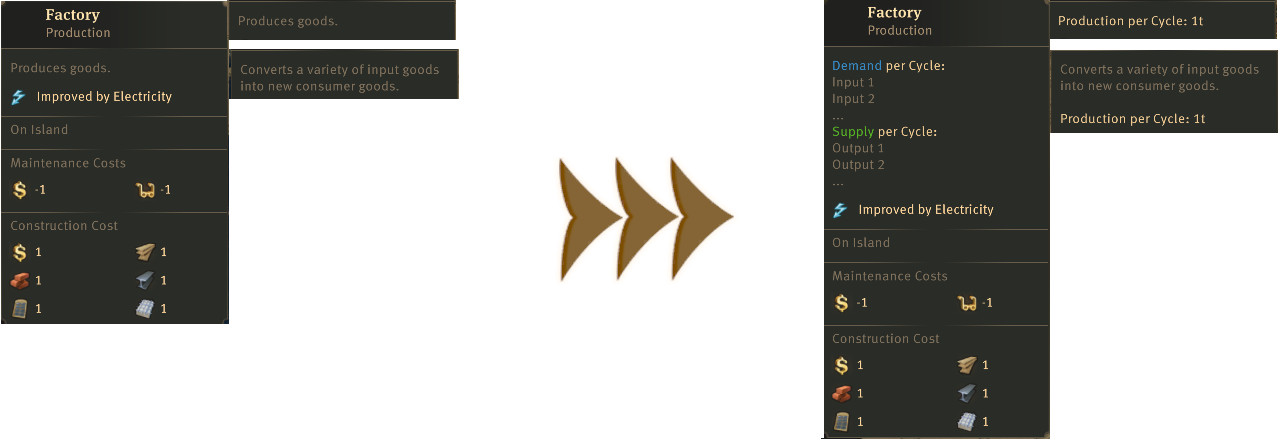 Factory
Production
Produces goods.
Improved by Electricity
On Island
Maintenance Costs
-1 -1
Construction Cost
1 1
1 1
1 1
Produces goods.
Converts a variety of input goods
into new consumer goods.
Factory
Production
Demand per Cycle:
Input 1
Input 2
...
Supply per Cycle:
Output 1
Output 2
...
Improved by Electricity
On Island
Maintenance Costs
-1 -1
Construction Cost
1 1
1 1
1 1
Production per Cycle: 1t
Converts a variety of input goods
into new consumer goods.
Production per Cycle: 1t